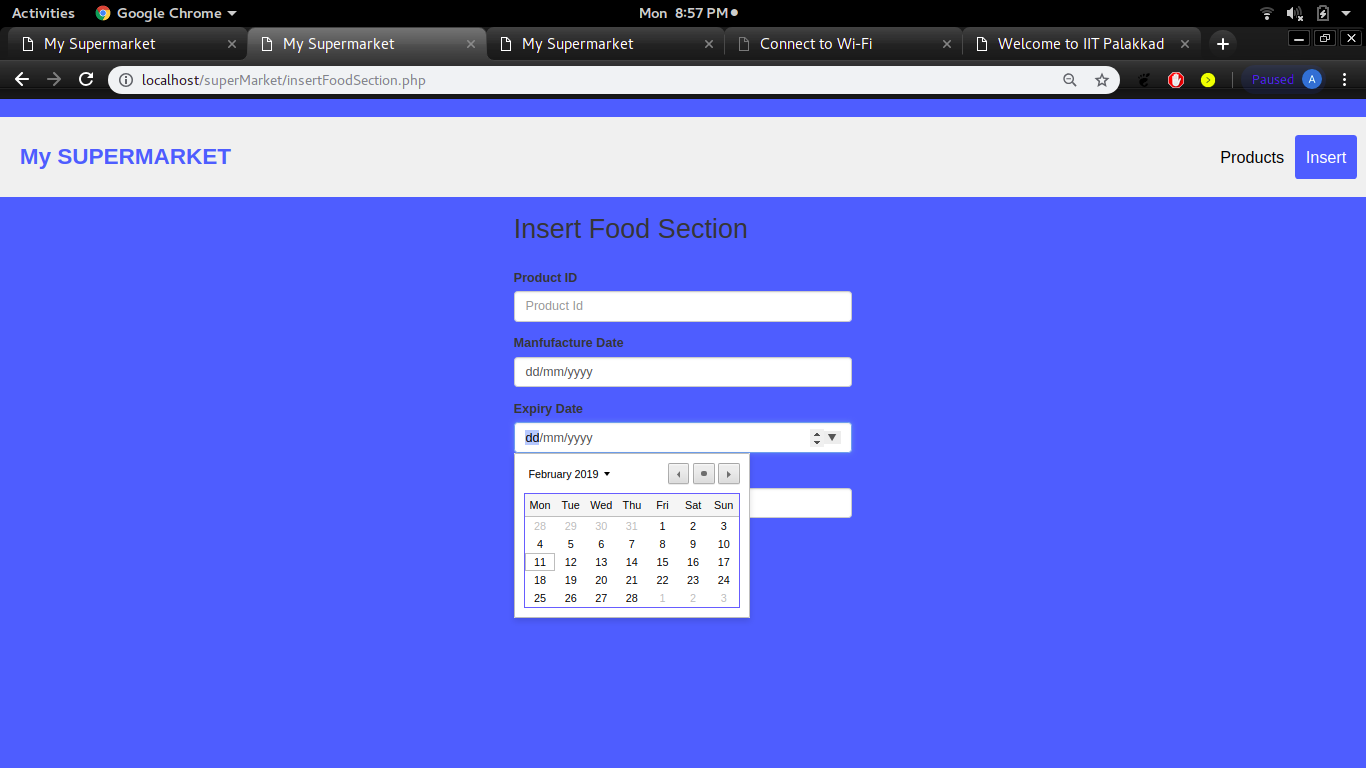 Activities Google Chrome Mon 8:57 PM
My Supermarket My Supermarket My Supermarket Connect to Wi-Fi Welcome to IIT Palakkad
localhost/superMarket/insertFoodSection.php Paused A
My SUPERMARKET Products Insert
Insert Food Section
Product ID
Product Id
Manfufacture Date
dd/mm/yyyy
Expiry Date
dd/mm/yyyy
February 2019
Mon Tue Wed Thu Fri Sat Sun
28 29 30 31 1 2 3
4 5 6 7 8 9 10
11 12 13 14 15 16 17
18 19 20 21 22 23 24
25 26 27 28 1 2 3